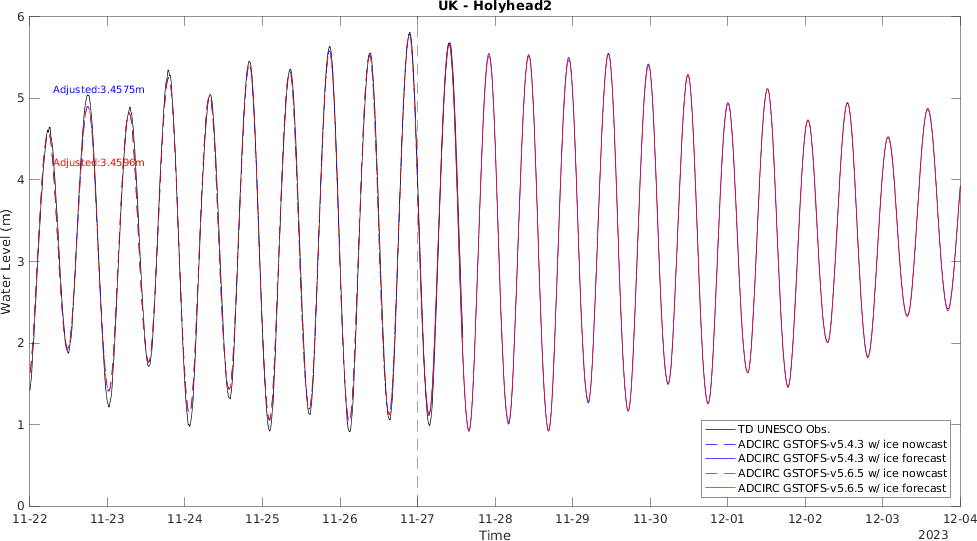 UK - Holyhead2
Water Level (m)
6
5
4
3
2
1
0
Adjusted:3.4575m
Adjusted:3.4596m
TD UNESCO Obs.
ADCIRC GSTOFS-v5.4.3 w/ ice nowcast
ADCIRC GSTOFS-v5.4.3 w/ ice forecast
ADCIRC GSTOFS-v5.6.5 w/ ice nowcast
ADCIRC GSTOFS-v5.6.5 w/ ice forecast
11-22 11-23 11-24 11-25 11-26 11-27 11-28 11-29 11-30 12-01 12-02 12-03 12-04
Time
2023